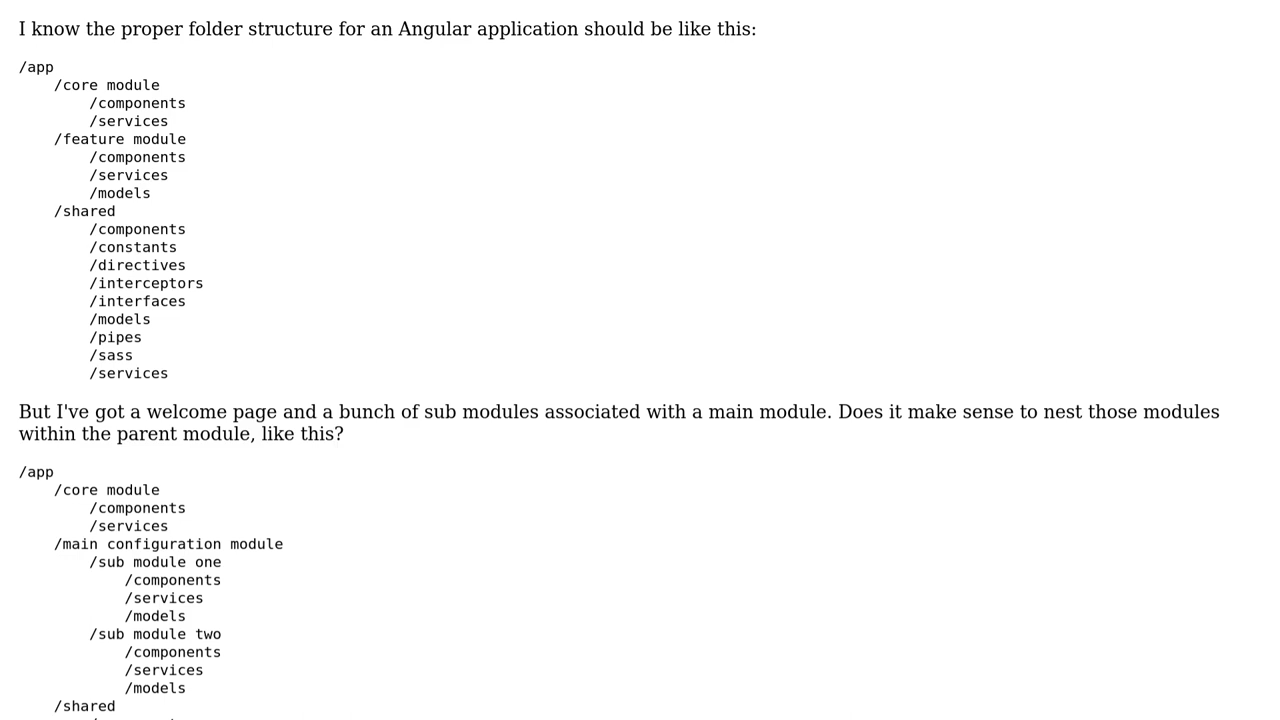 I know the proper folder structure for an Angular application should be like this:
/app
    /core module
        /components
        /services
    /feature module
        /components
        /services
        /models
    /shared
        /components
        /constants
        /directives
        /interceptors
        /interfaces
        /models
        /pipes
        /sass
        /services
But I've got a welcome page and a bunch of sub modules associated with a main module. Does it make sense to nest those modules
within the parent module, like this?
/app
    /core module
        /components
        /services
    /main configuration module
        /sub module one
            /components
            /services
            /models
        /sub module two
            /components
            /services
            /models
    /shared